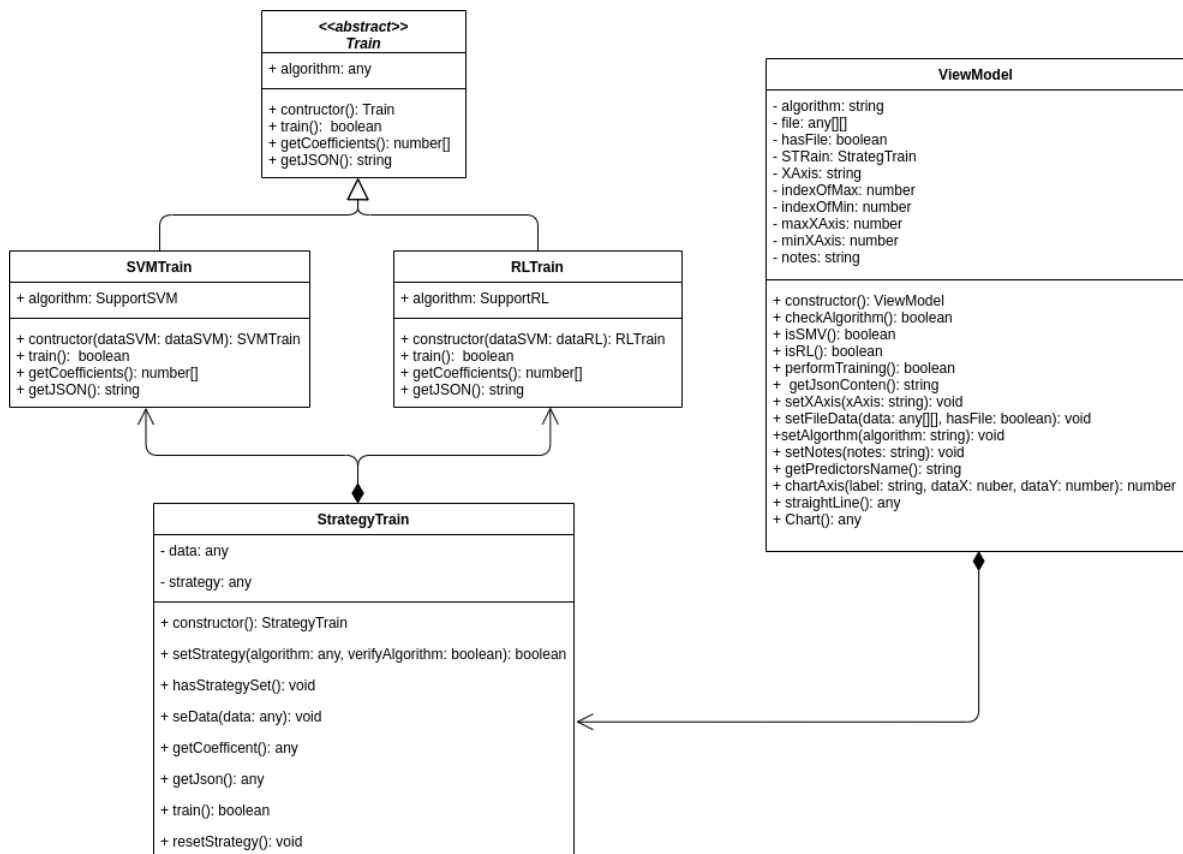 <<abstract>>
Train
+ algorithm: any
+ contructor(): Train
+ train():  boolean
+ getCoefficients(): number[]
+ getJSON(): string
ViewModel
- algorithm: string
- file: any[][]
- hasFile: boolean
- STRain: StrategTrain
- XAxis: string
- indexOfMax: number
- indexOfMin: number
- maxXAxis: number
- minXAxis: number
- notes: string
+ constructor(): ViewModel
+ checkAlgorithm(): boolean
+ isSMV(): boolean
+ isRL(): boolean
+ performTraining(): boolean
+  getJsonConten(): string
+ setXAxis(xAxis: string): void
+ setFileData(data: any[][], hasFile: boolean): void
+setAlgorthm(algorithm: string): void
+ setNotes(notes: string): void
+ getPredictorsName(): string
+ chartAxis(label: string, dataX: nuber, dataY: number): number
+ straightLine(): any
+ Chart(): any
SVMTrain
+ algorithm: SupportSVM
+ contructor(dataSVM: dataSVM): SVMTrain
+ train():  boolean
+ getCoefficients(): number[]
+ getJSON(): string
RLTrain
+ algorithm: SupportRL
+ constructor(dataSVM: dataRL): RLTrain
+ train():  boolean
+ getCoefficients(): number[]
+ getJSON(): string
StrategyTrain
- data: any
- strategy: any
+ constructor(): StrategyTrain
+ setStrategy(algorithm: any, verifyAlgorithm: boolean): boolean
+ hasStrategySet(): void
+ seData(data: any): void
+ getCoefficent(): any
+ getJson(): any
+ train(): boolean
+ resetStrategy(): void